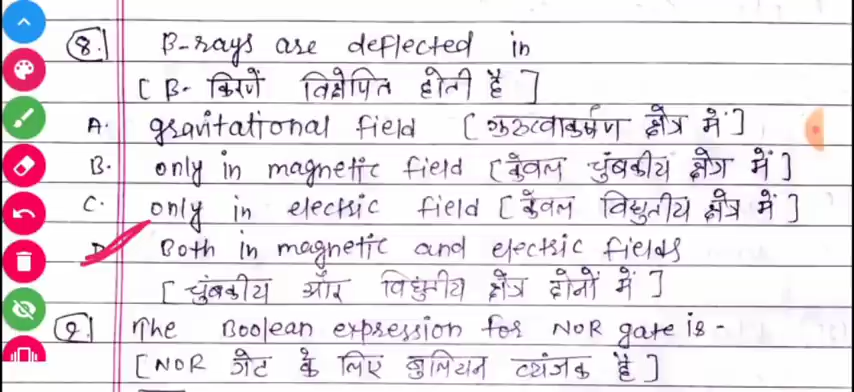 8. β-rays are deflected in
[β- किरणें विक्षेपित होती है]
A. gravitational field [गुरुत्वाकर्षण क्षेत्र में]
B. only in magnetic field [केवल चुंबकीय क्षेत्र में]
C. only in electric field [केवल विधुतीय क्षेत्र में]
D. Both in magnetic and electric fields
[चुंबकीय और विधुतीय क्षेत्र दोनों में]
9. The Boolean expression for NOR gate is -
[NOR गेट के लिए बुलियन व्यंजक है]